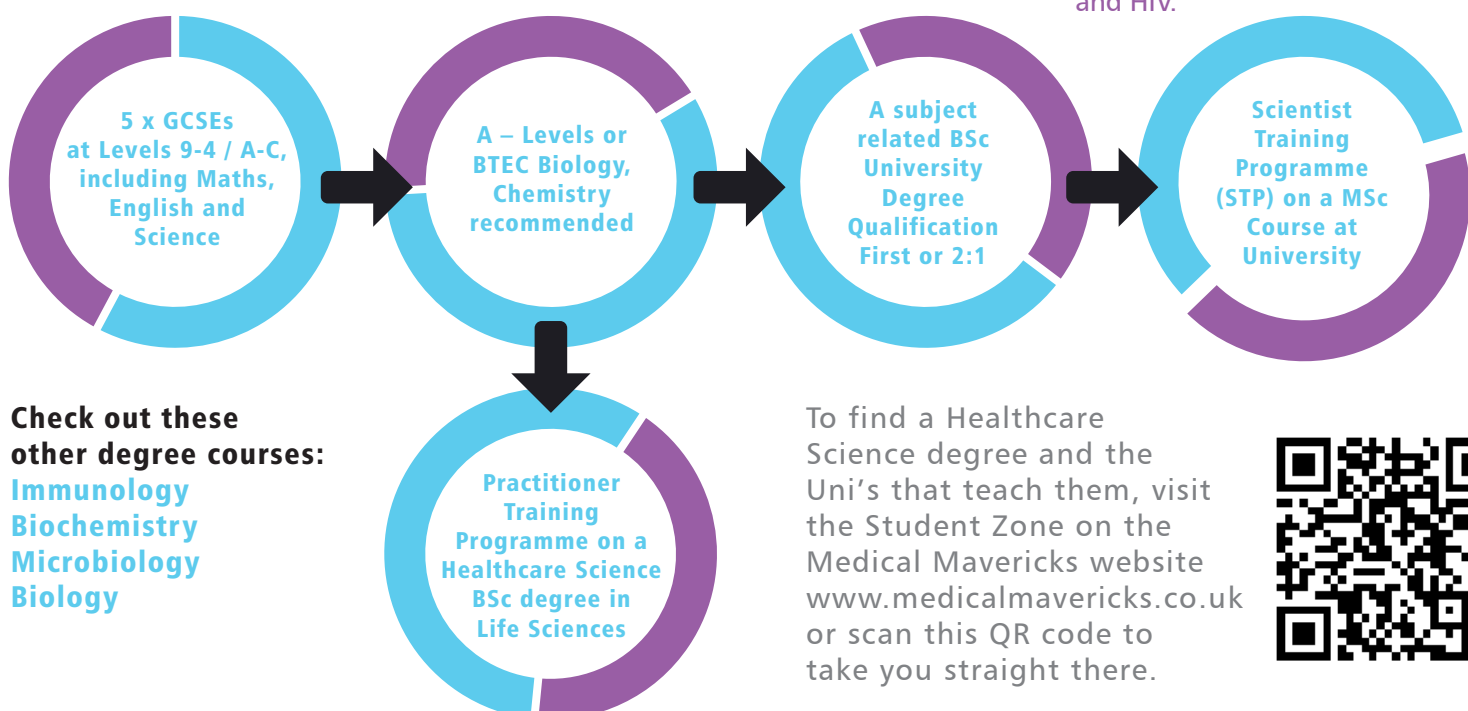 and HIV.
5 x GCSEs
at Levels 9-4 / A-C,
including Maths,
English and
Science
A – Levels or
BTEC Biology,
Chemistry
recommended
A subject
related BSc
University
Degree
Qualification
First or 2:1
Scientist
Training
Programme
(STP) on a MSc
Course at
University
Practitioner
Training
Programme on a
Healthcare Science
BSc degree in
Life Sciences
Check out these
other degree courses:
Immunology
Biochemistry
Microbiology
Biology
To find a Healthcare
Science degree and the
Uni's that teach them, visit
the Student Zone on the
Medical Mavericks website
www.medicalmavericks.co.uk
or scan this QR code to
take you straight there.